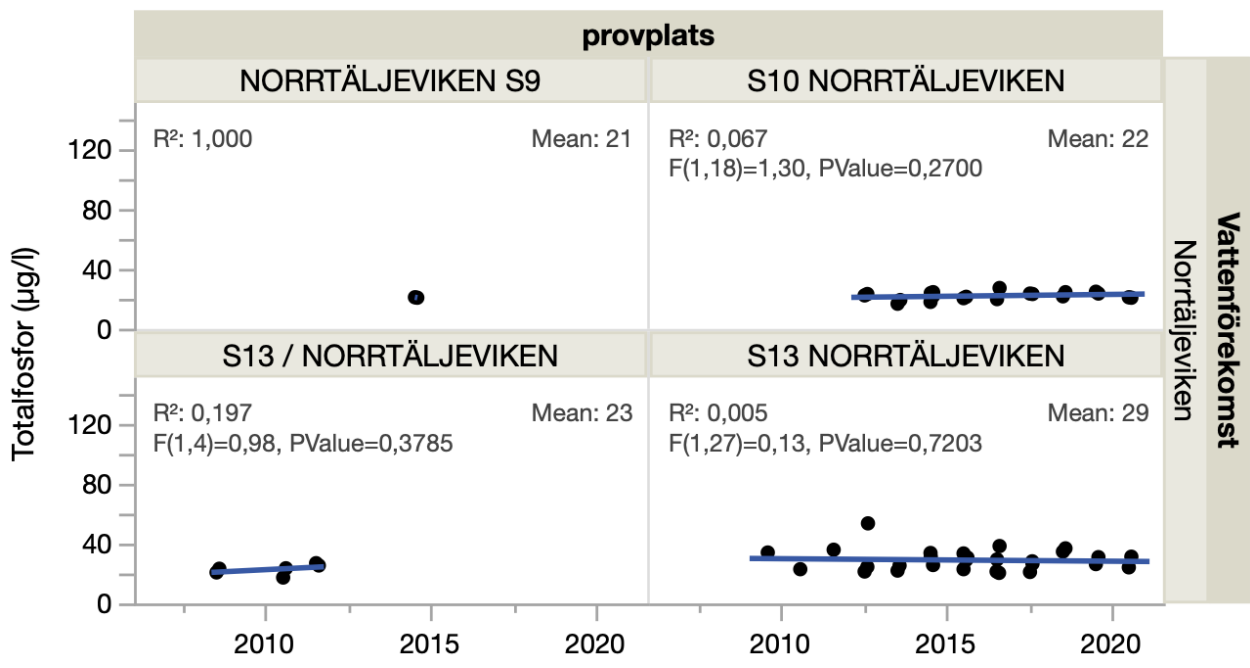 provplats
NORRTÄLJEVIKEN S9
S10 NORRTÄLJEVIKEN
R²: 1,000
Mean: 21
R²: 0,067
Mean: 22
F(1,18)=1,30, PValue=0,2700
120
80
40
0
S13 / NORRTÄLJEVIKEN
S13 NORRTÄLJEVIKEN
R²: 0,197
Mean: 23
F(1,4)=0,98, PValue=0,3785
R²: 0,005
Mean: 29
F(1,27)=0,13, PValue=0,7203
120
80
40
0
2010
2015
2020
2010
2015
2020
Totalfosfor (µg/l)
Norrtäljeviken
Vattenförekomst